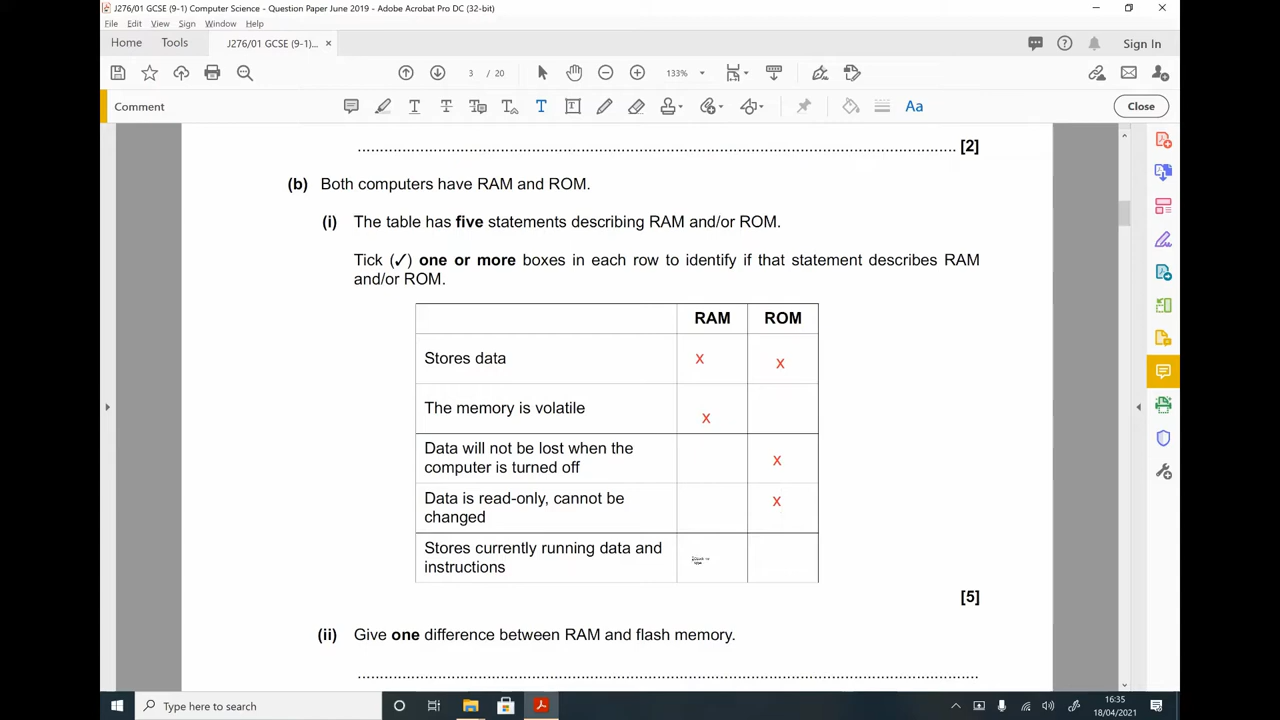 J276/01 GCSE (9-1) Computer Science - Question Paper June 2019 - Adobe Acrobat Pro DC (32-bit)
File Edit View Sign Window Help
Home Tools J276/01 GCSE (9-1)... × Sign In
3 / 20 133%
Comment Close
[2]
(b) Both computers have RAM and ROM.
(i) The table has five statements describing RAM and/or ROM.
Tick (✓) one or more boxes in each row to identify if that statement describes RAM
and/or ROM.
RAM ROM
Stores data x x
The memory is volatile x
Data will not be lost when the
computer is turned off x
Data is read-only, cannot be x
changed
Stores currently running data and
instructions
[5]
(ii) Give one difference between RAM and flash memory.
Type here to search
16:35
18/04/2021